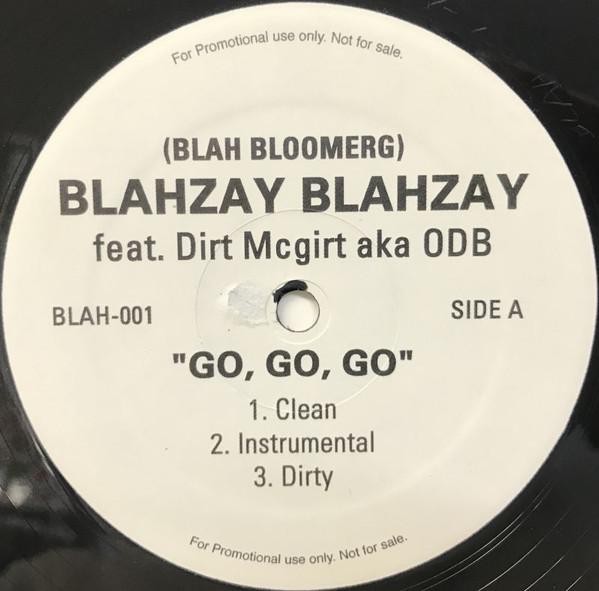 For Promotional use only. Not for sale.
(BLAH BLOOMERG)
BLAHZAY BLAHZAY
feat. Dirt Mcgirt aka ODB
BLAH-001
SIDE A
"GO, GO, GO"
1. Clean
2. Instrumental
3. Dirty
For Promotional use only. Not for sale.